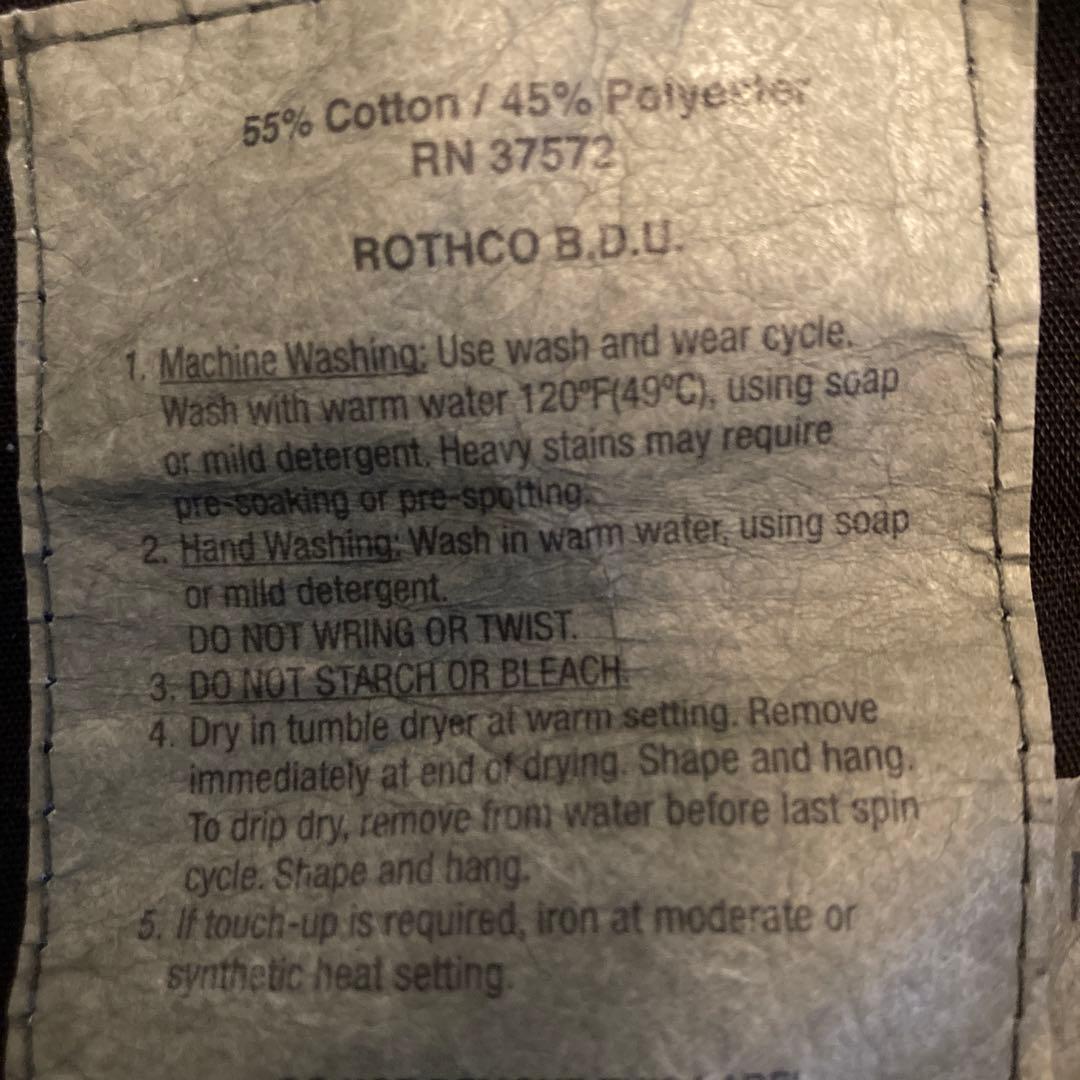 55% Cotton / 45% Polyester
RN 37572
ROTHCO B.D.U.
1. Machine Washing: Use wash and wear cycle.
Wash with warm water 120ºF(49ºC), using soap
or mild detergent. Heavy stains may require
pre-soaking or pre-spotting.
2. Hand Washing: Wash in warm water, using soap
or mild detergent.
DO NOT WRING OR TWIST.
3. DO NOT STARCH OR BLEACH.
4. Dry in tumble dryer at warm setting. Remove
immediately at end of drying. Shape and hang.
To drip dry, remove from water before last spin
cycle. Shape and hang.
5. If touch-up is required, iron at moderate or
synthetic heat setting.